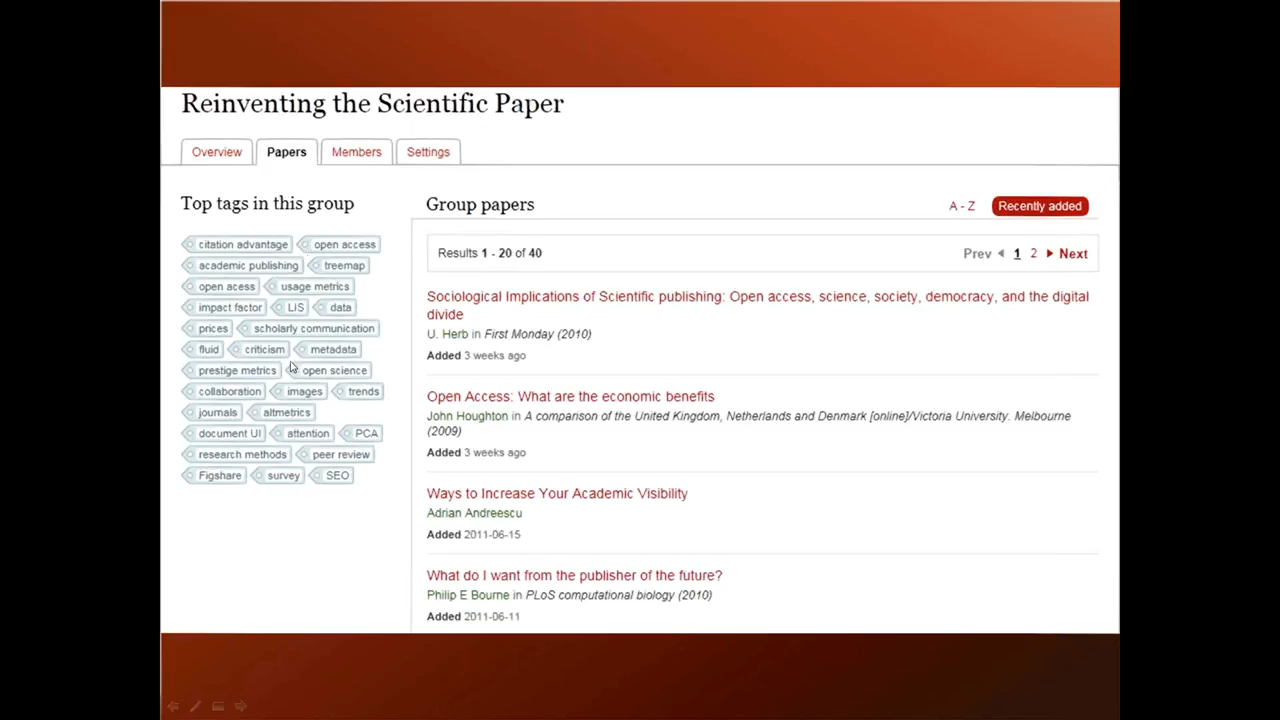 Reinventing the Scientific Paper
Overview Papers Members Settings
Top tags in this group
citation advantage open access
academic publishing treemap
open acess usage metrics
impact factor LIS data
prices scholarly communication
fluid criticism metadata
prestige metrics open science
collaboration images trends
journals altmetrics
document UI attention PCA
research methods peer review
Figshare survey SEO
Group papers A - Z Recently added
Results 1 - 20 of 40 Prev 1 2 Next
Sociological Implications of Scientific publishing: Open access, science, society, democracy, and the digital
divide
U. Herb in First Monday (2010)
Added 3 weeks ago
Open Access: What are the economic benefits
John Houghton in A comparison of the United Kingdom, Netherlands and Denmark [online]/Victoria University. Melbourne
(2009)
Added 3 weeks ago
Ways to Increase Your Academic Visibility
Adrian Andreescu
Added 2011-06-15
What do I want from the publisher of the future?
Philip E Bourne in PLoS computational biology (2010)
Added 2011-06-11